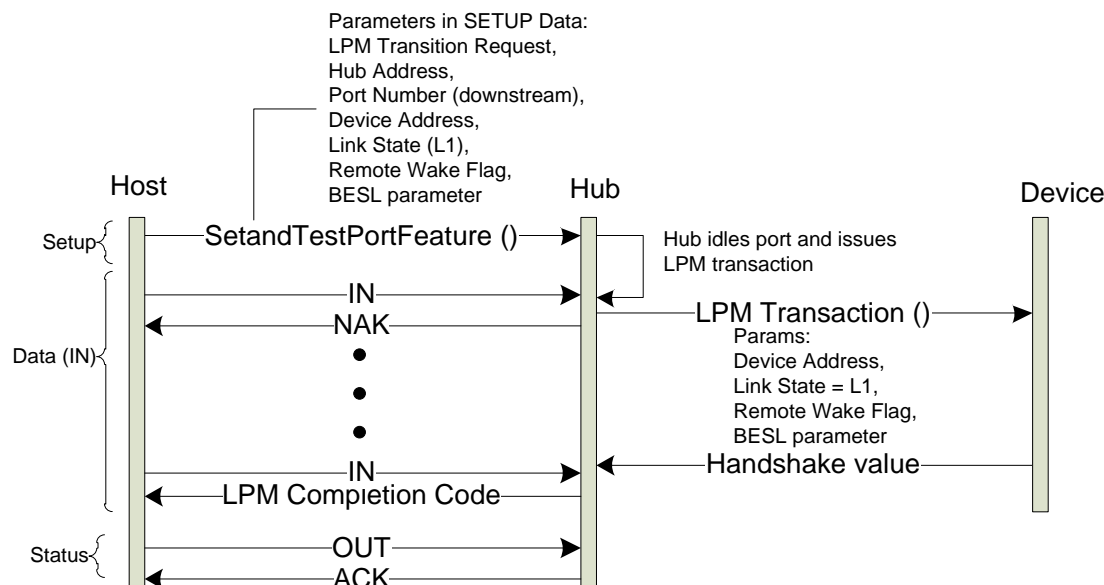 Parameters in SETUP Data:
LPM Transition Request,
Hub Address,
Port Number (downstream),
Device Address,
Link State (L1),
Remote Wake Flag,
BESL parameter
Host
Hub
Device
Setup
SetandTestPortFeature ()
Hub idles port and issues
LPM transaction
IN
NAK
LPM Transaction ()
Params:
Device Address,
Link State = L1,
Remote Wake Flag,
BESL parameter
Data (IN)
IN
Handshake value
LPM Completion Code
Status
OUT
ACK